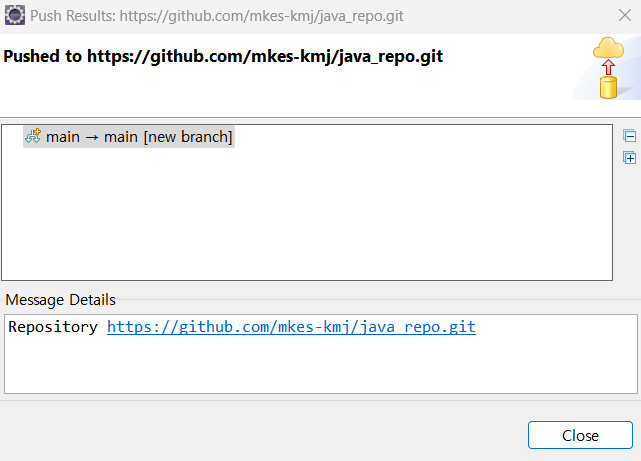 Push Results: https://github.com/mkes-kmj/java_repo.git
Pushed to https://github.com/mkes-kmj/java_repo.git
main → main [new branch]
Message Details
Repository https://github.com/mkes-kmj/java_repo.git
Close